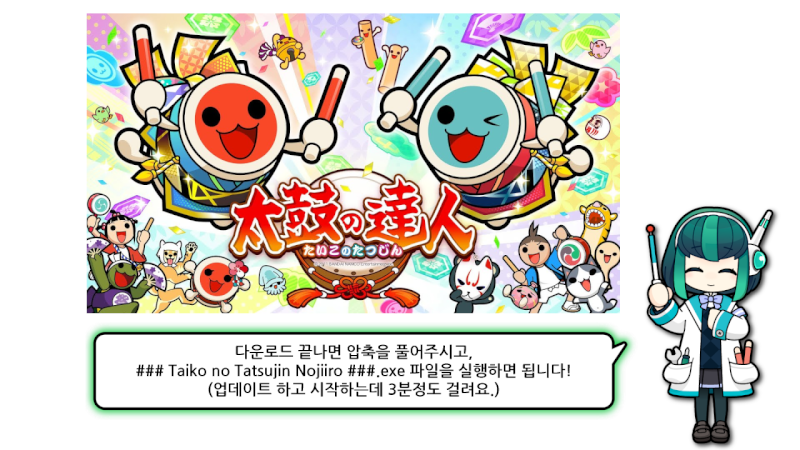 太鼓の達人
たいこのたつじん
다운로드 끝나면 압축을 풀어주시고,
### Taiko no Tatsujin Nojiiro ###.exe 파일을 실행하면 됩니다!
(업데이트 하고 시작하는데 3분정도 걸려요.)